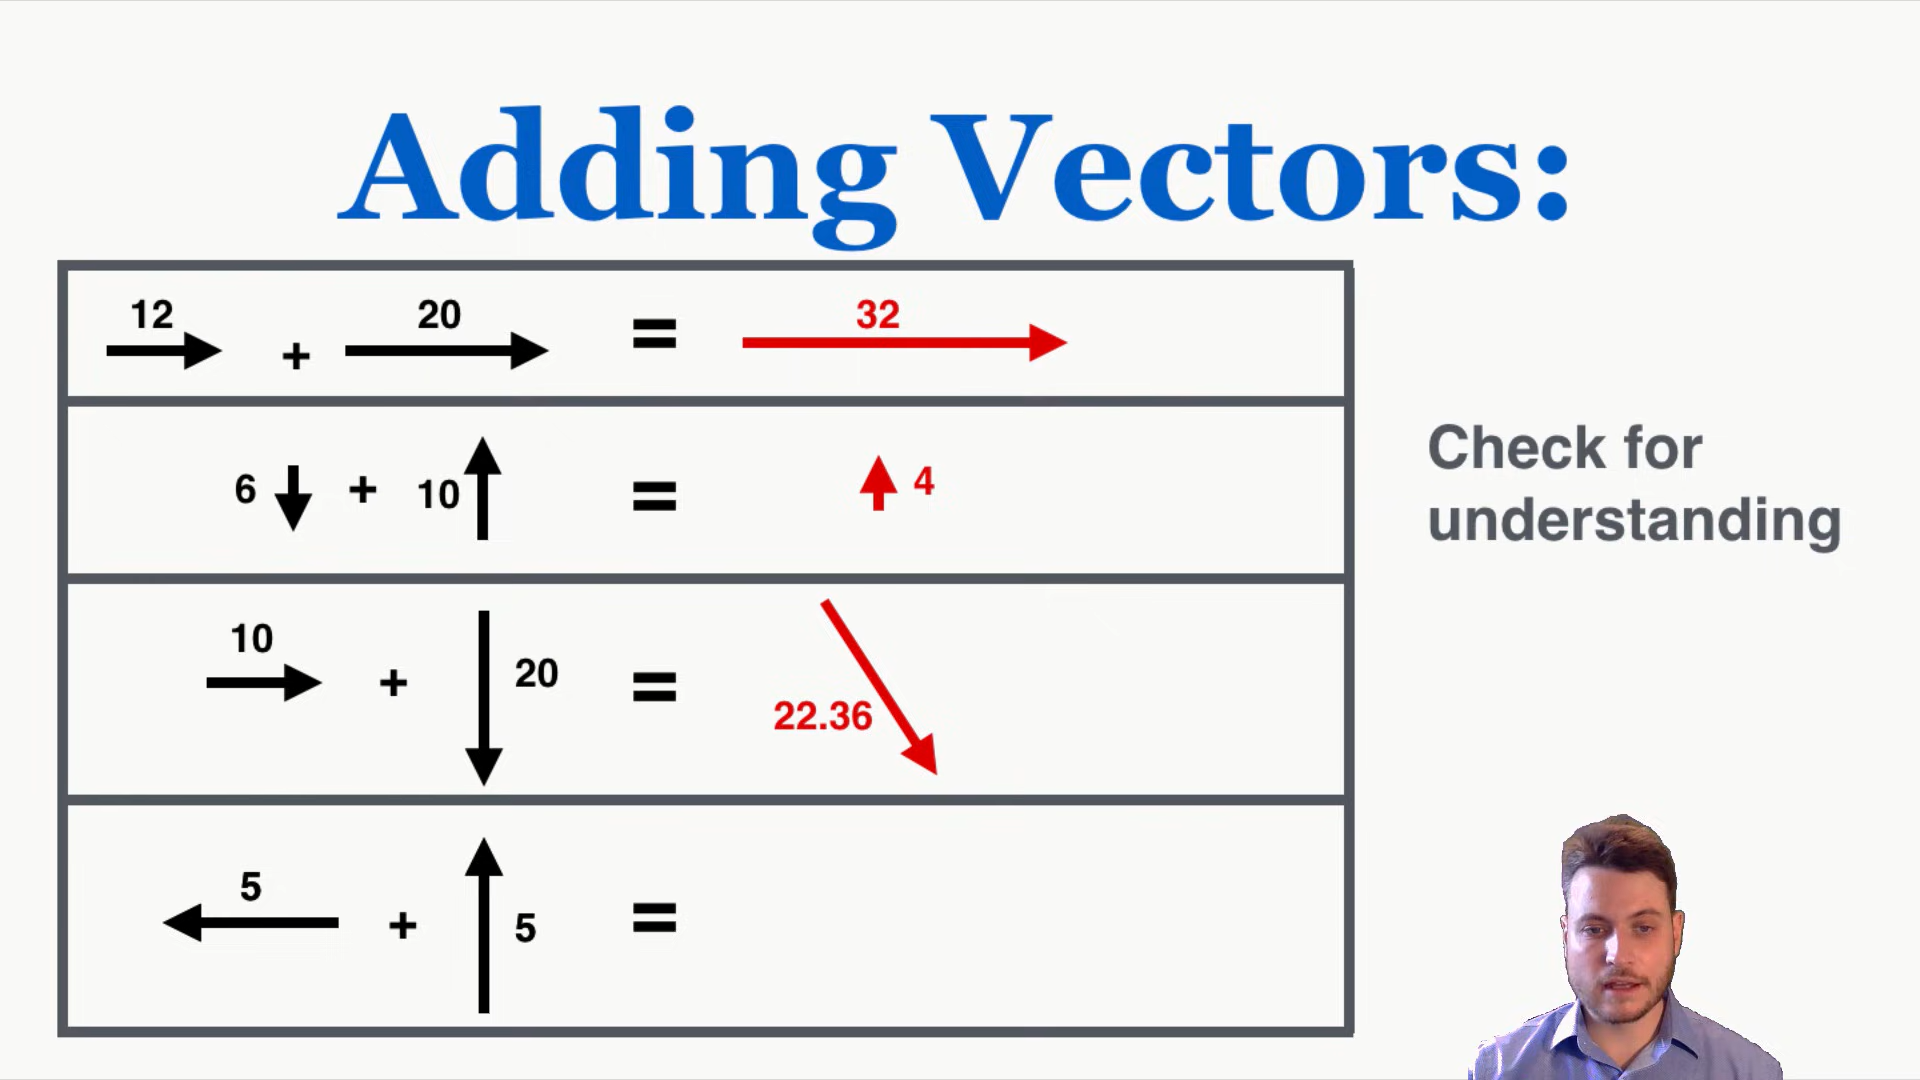 Adding Vectors:
12 + 20 = 32
6 + 10 = 4
Check for
understanding
10 + 20 = 22.36
5 + 5 =